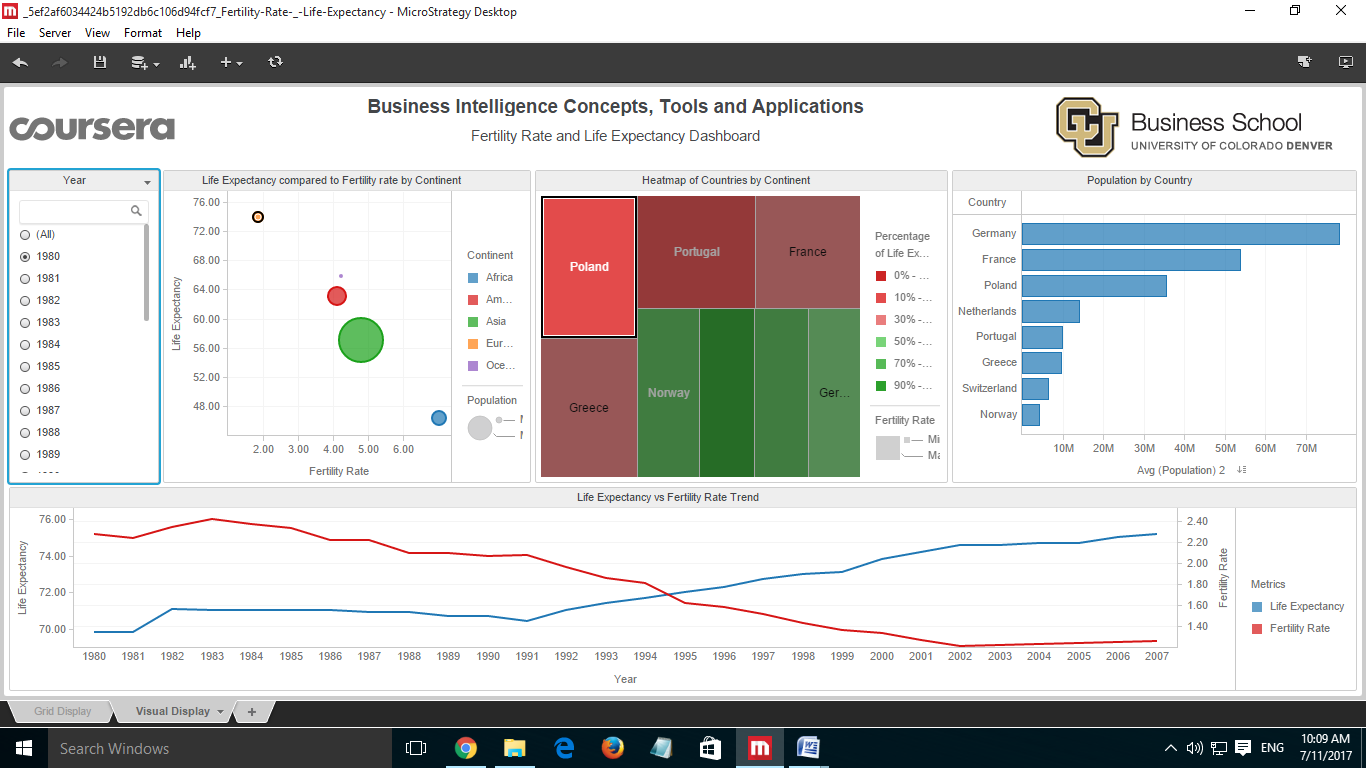 _5ef2af6034424b5192db6c106d94fcf7_Fertility-Rate-_-Life-Expectancy - MicroStrategy Desktop
File Server View Format Help
coursera
Business Intelligence Concepts, Tools and Applications
Fertility Rate and Life Expectancy Dashboard
CU
Business School
UNIVERSITY OF COLORADO DENVER
Year
(All)
1980
1981
1982
1983
1984
1985
1986
1987
1988
1989
Life Expectancy compared to Fertility rate by Continent
Life Expectancy
76.00
72.00
68.00
64.00
60.00
56.00
52.00
48.00
2.00 3.00 4.00 5.00 6.00
Fertility Rate
Continent
Africa
Am...
Asia
Eur...
Oce...
Population
Heatmap of Countries by Continent
Poland
Portugal
France
Greece
Norway
Ger...
Percentage
of Life Ex...
0% - ...
10% -...
30% -...
50% -...
70% -...
90% -...
Fertility Rate
Mi
Ma
Population by Country
Country
Germany
France
Poland
Netherlands
Portugal
Greece
Switzerland
Norway
10M 20M 30M 40M 50M 60M 70M
Avg (Population) 2
Life Expectancy vs Fertility Rate Trend
Life Expectancy
76.00
74.00
72.00
70.00
1980 1981 1982 1983 1984 1985 1986 1987 1988 1989 1990 1991 1992 1993 1994 1995 1996 1997 1998 1999 2000 2001 2002 2003 2004 2005 2006 2007
Year
2.40
2.20
2.00
1.80
1.60
1.40
Fertility Rate
Metrics
Life Expectancy
Fertility Rate
Grid Display
Visual Display
Search Windows
ENG
10:09 AM
7/11/2017